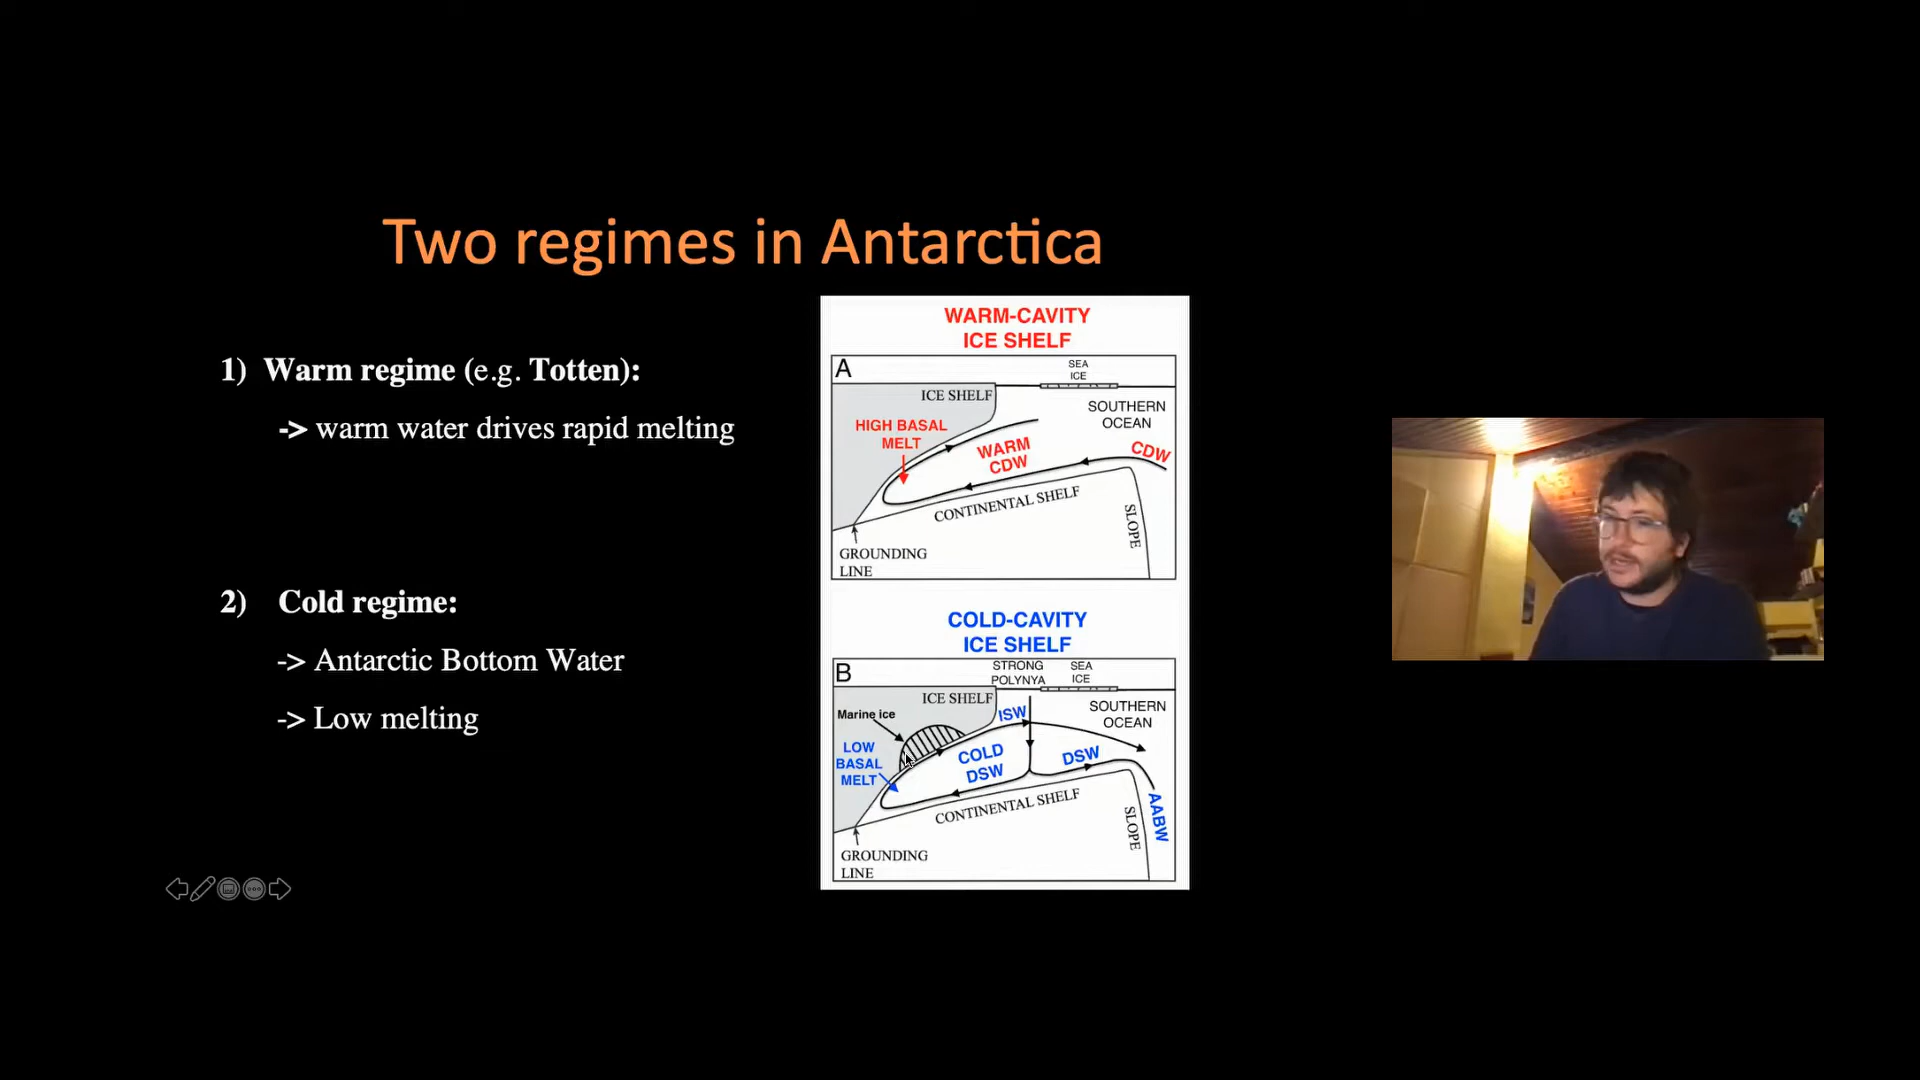 Two regimes in Antarctica
1) Warm regime (e.g. Totten):
-> warm water drives rapid melting
2) Cold regime:
-> Antarctic Bottom Water
-> Low melting
WARM-CAVITY
ICE SHELF
A
SEA
ICE
ICE SHELF
SOUTHERN
OCEAN
HIGH BASAL
MELT
WARM
CDW
CDW
CONTINENTAL SHELF
SLOPE
GROUNDING
LINE
COLD-CAVITY
ICE SHELF
B
STRONG
POLYNYA
SEA
ICE
ICE SHELF
Marine ice
ISW
SOUTHERN
OCEAN
LOW
BASAL
MELT
COLD
DSW
DSW
AABW
CONTINENTAL SHELF
SLOPE
GROUNDING
LINE